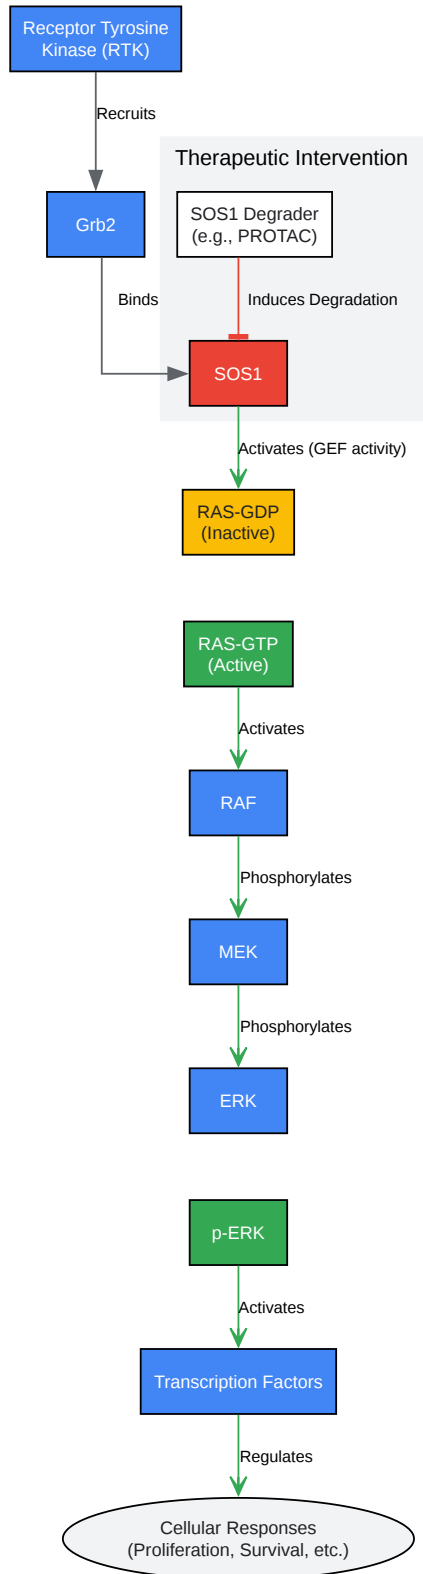 Receptor Tyrosine
Kinase (RTK)
Recruits
Therapeutic Intervention
Grb2
SOS1 Degrader
(e.g., PROTAC)
Binds
Induces Degradation
SOS1
Activates (GEF activity)
RAS-GDP
(Inactive)
RAS-GTP
(Active)
Activates
RAF
Phosphorylates
MEK
Phosphorylates
ERK
p-ERK
Activates
Transcription Factors
Regulates
Cellular Responses
(Proliferation, Survival, etc.)